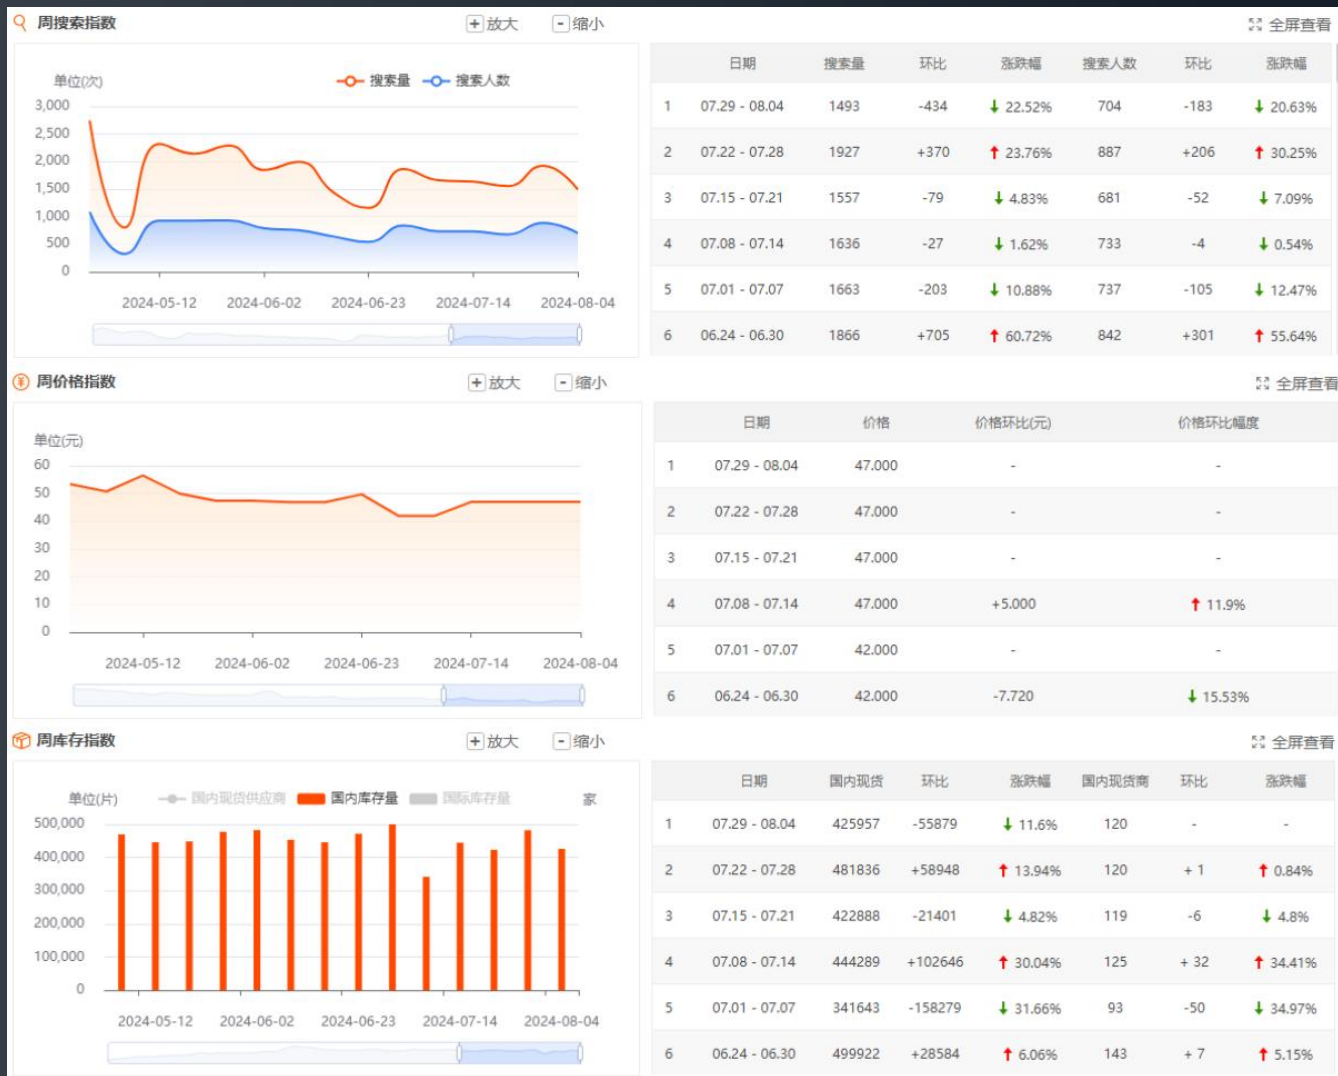 周搜索指数 + 放大 - 缩小 全屏查看
单位(次) 搜索量 搜索人数
3,000
2,500
2,000
1,500
1,000
500
0
2024-05-12 2024-06-02 2024-06-23 2024-07-14 2024-08-04
日期 搜索量 环比 涨跌幅 搜索人数 环比 涨跌幅
1 07.29 - 08.04 1493 -434 ↓ 22.52% 704 -183 ↓ 20.63%
2 07.22 - 07.28 1927 +370 ↑ 23.76% 887 +206 ↑ 30.25%
3 07.15 - 07.21 1557 -79 ↓ 4.83% 681 -52 ↓ 7.09%
4 07.08 - 07.14 1636 -27 ↓ 1.62% 733 -4 ↓ 0.54%
5 07.01 - 07.07 1663 -203 ↓ 10.88% 737 -105 ↓ 12.47%
6 06.24 - 06.30 1866 +705 ↑ 60.72% 842 +301 ↑ 55.64%
¥ 周价格指数 + 放大 - 缩小 全屏查看
单位(元)
60
50
40
30
20
10
0
2024-05-12 2024-06-02 2024-06-23 2024-07-14 2024-08-04
日期 价格 价格环比(元) 价格环比幅度
1 07.29 - 08.04 47.000 - -
2 07.22 - 07.28 47.000 - -
3 07.15 - 07.21 47.000 - -
4 07.08 - 07.14 47.000 +5.000 ↑ 11.9%
5 07.01 - 07.07 42.000 - -
6 06.24 - 06.30 42.000 -7.720 ↓ 15.53%
周库存指数 + 放大 - 缩小 全屏查看
单位(片) 国内现货供应商 国内库存量 国际库存量 家
500,000
400,000
300,000
200,000
100,000
0
2024-05-12 2024-06-02 2024-06-23 2024-07-14 2024-08-04
日期 国内现货 环比 涨跌幅 国内现货商 环比 涨跌幅
1 07.29 - 08.04 425957 -55879 ↓ 11.6% 120 - -
2 07.22 - 07.28 481836 +58948 ↑ 13.94% 120 + 1 ↑ 0.84%
3 07.15 - 07.21 422888 -21401 ↓ 4.82% 119 -6 ↓ 4.8%
4 07.08 - 07.14 444289 +102646 ↑ 30.04% 125 + 32 ↑ 34.41%
5 07.01 - 07.07 341643 -158279 ↓ 31.66% 93 -50 ↓ 34.97%
6 06.24 - 06.30 499922 +28584 ↑ 6.06% 143 + 7 ↑ 5.15%